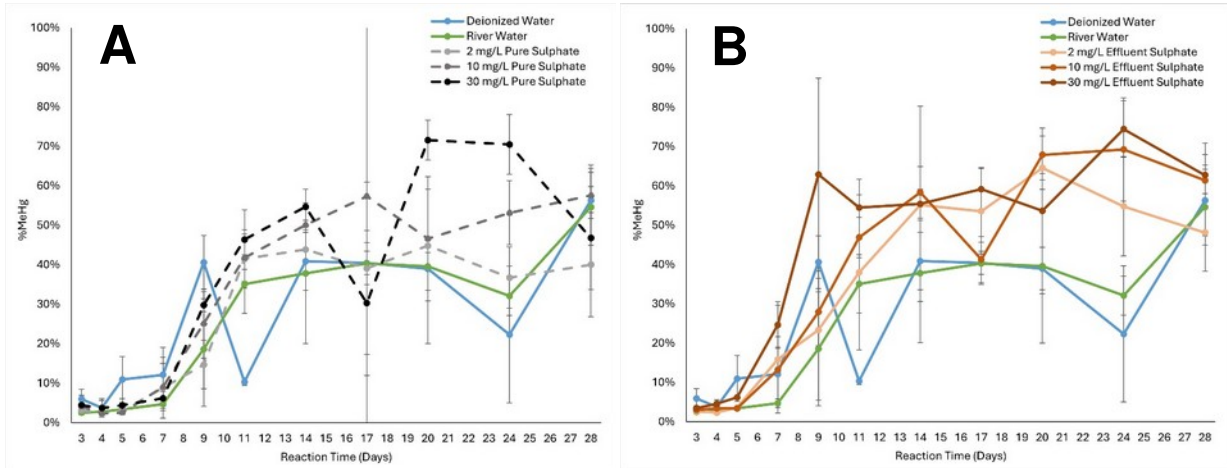 A
Deionized Water
River Water
2 mg/L Pure Sulphate
10 mg/L Pure Sulphate
30 mg/L Pure Sulphate
100%
90%
80%
70%
60%
50%
40%
30%
20%
10%
0%
%MeHg
3 4 5 6 7 8 9 10 11 12 13 14 15 16 17 18 19 20 21 22 23 24 25 26 27 28
Reaction Time (Days)
B
Deionized Water
River Water
2 mg/L Effluent Sulphate
10 mg/L Effluent Sulphate
30 mg/L Effluent Sulphate
100%
90%
80%
70%
60%
50%
40%
30%
20%
10%
0%
%MeHg
3 4 5 6 7 8 9 10 11 12 13 14 15 16 17 18 19 20 21 22 23 24 25 26 27 28
Reaction Time (Days)